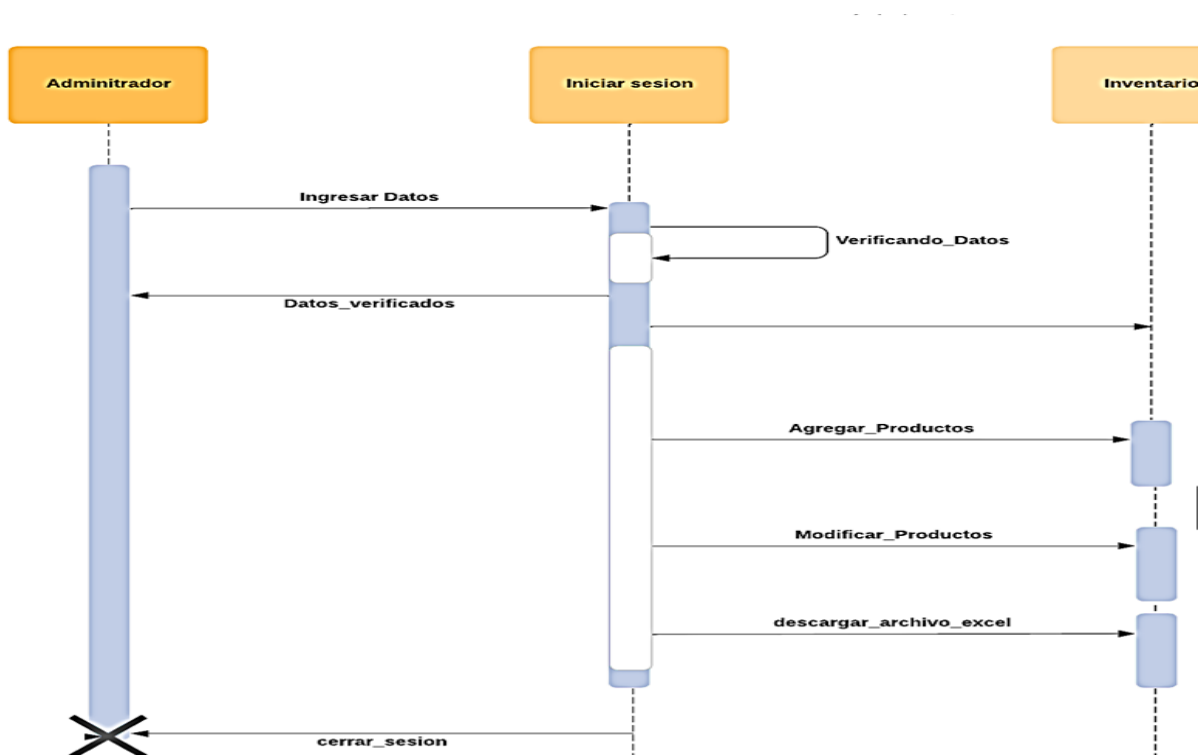 Adminitrador
Iniciar sesion
Inventario
Ingresar Datos
Verificando_Datos
Datos_verificados
Agregar_Productos
Modificar_Productos
descargar_archivo_excel
cerrar_sesion